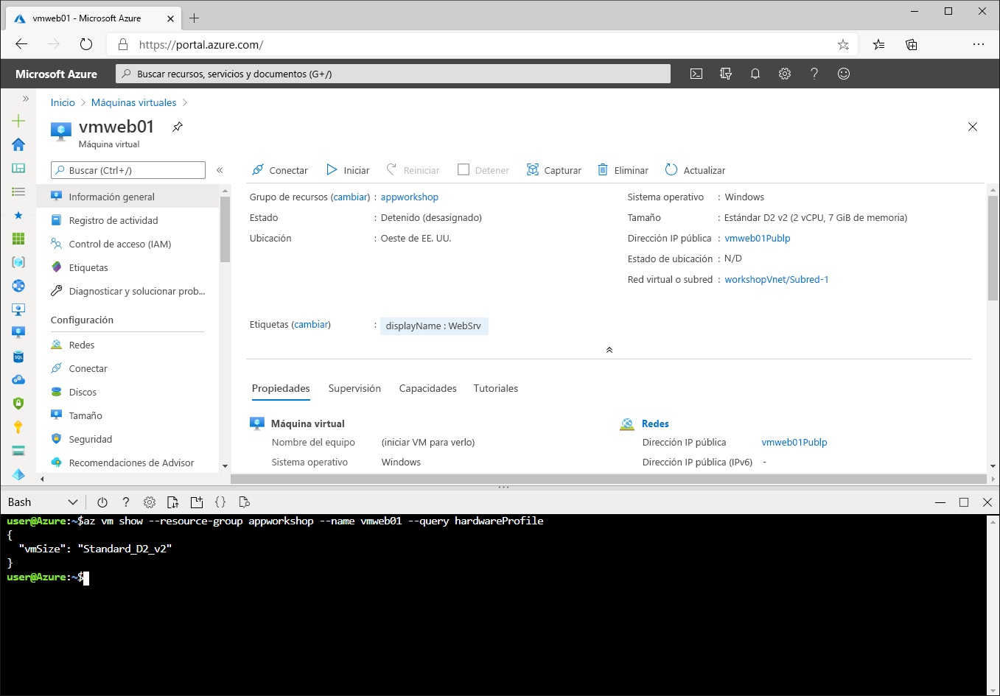 vmweb01 - Microsoft Azure
https://portal.azure.com/
Microsoft Azure
Buscar recursos, servicios y documentos (G+/)
Inicio > Máquinas virtuales >
vmweb01
Máquina virtual
Buscar (Ctrl+/)
Conectar
Iniciar
Reiniciar
Detener
Capturar
Eliminar
Actualizar
Información general
Registro de actividad
Control de acceso (IAM)
Etiquetas
Diagnosticar y solucionar prob...
Configuración
Redes
Conectar
Discos
Tamaño
Seguridad
Recomendaciones de Advisor
Grupo de recursos (cambiar) : appworkshop
Estado : Detenido (desasignado)
Ubicación : Oeste de EE. UU.
Sistema operativo : Windows
Tamaño : Estándar D2 v2 (2 vCPU, 7 GiB de memoria)
Dirección IP pública : vmweb01PubIp
Estado de ubicación : N/D
Red virtual o subred : workshopVnet/Subred-1
Etiquetas (cambiar) : displayName : WebSrv
Propiedades
Supervisión
Capacidades
Tutoriales
Máquina virtual
Nombre del equipo (iniciar VM para verlo)
Sistema operativo Windows
Redes
Dirección IP pública vmweb01PubIp
Dirección IP pública (IPv6) -
Bash
user@Azure:~$az vm show --resource-group appworkshop --name vmweb01 --query hardwareProfile
{
"vmSize": "Standard_D2_v2"
}
user@Azure:~$